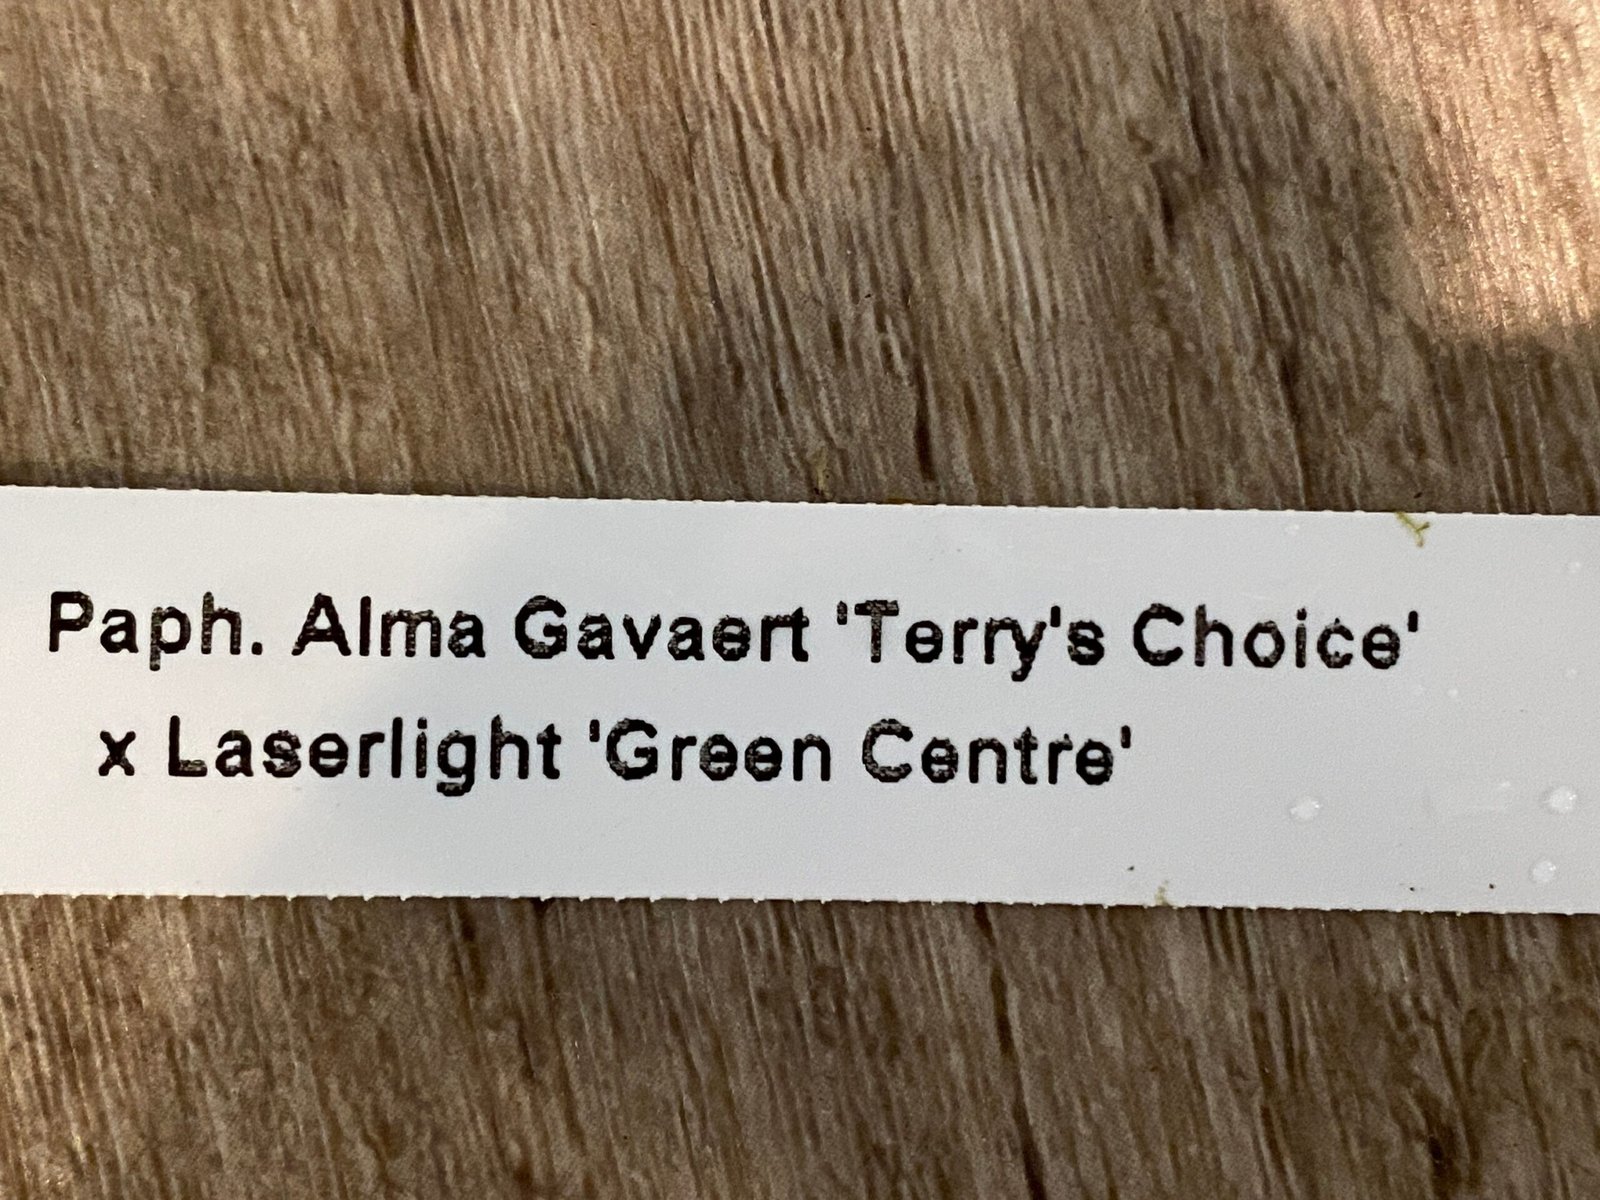 Paph. Alma Gavaert 'Terry's Choice'
x Laserlight 'Green Centre'